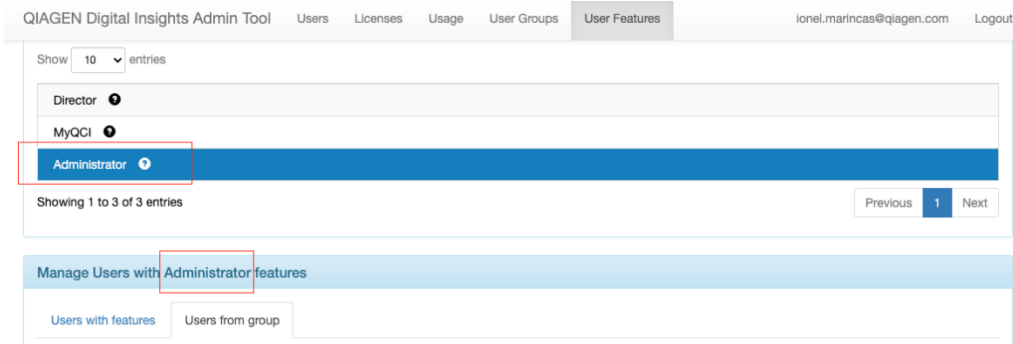 QIAGEN Digital Insights Admin Tool Users Licenses Usage User Groups User Features ionel.marincas@qiagen.com Logout
Show 10 entries
Director ?
MyQCI ?
Administrator ?
Showing 1 to 3 of 3 entries Previous 1 Next
Manage Users with Administrator features
Users with features Users from group